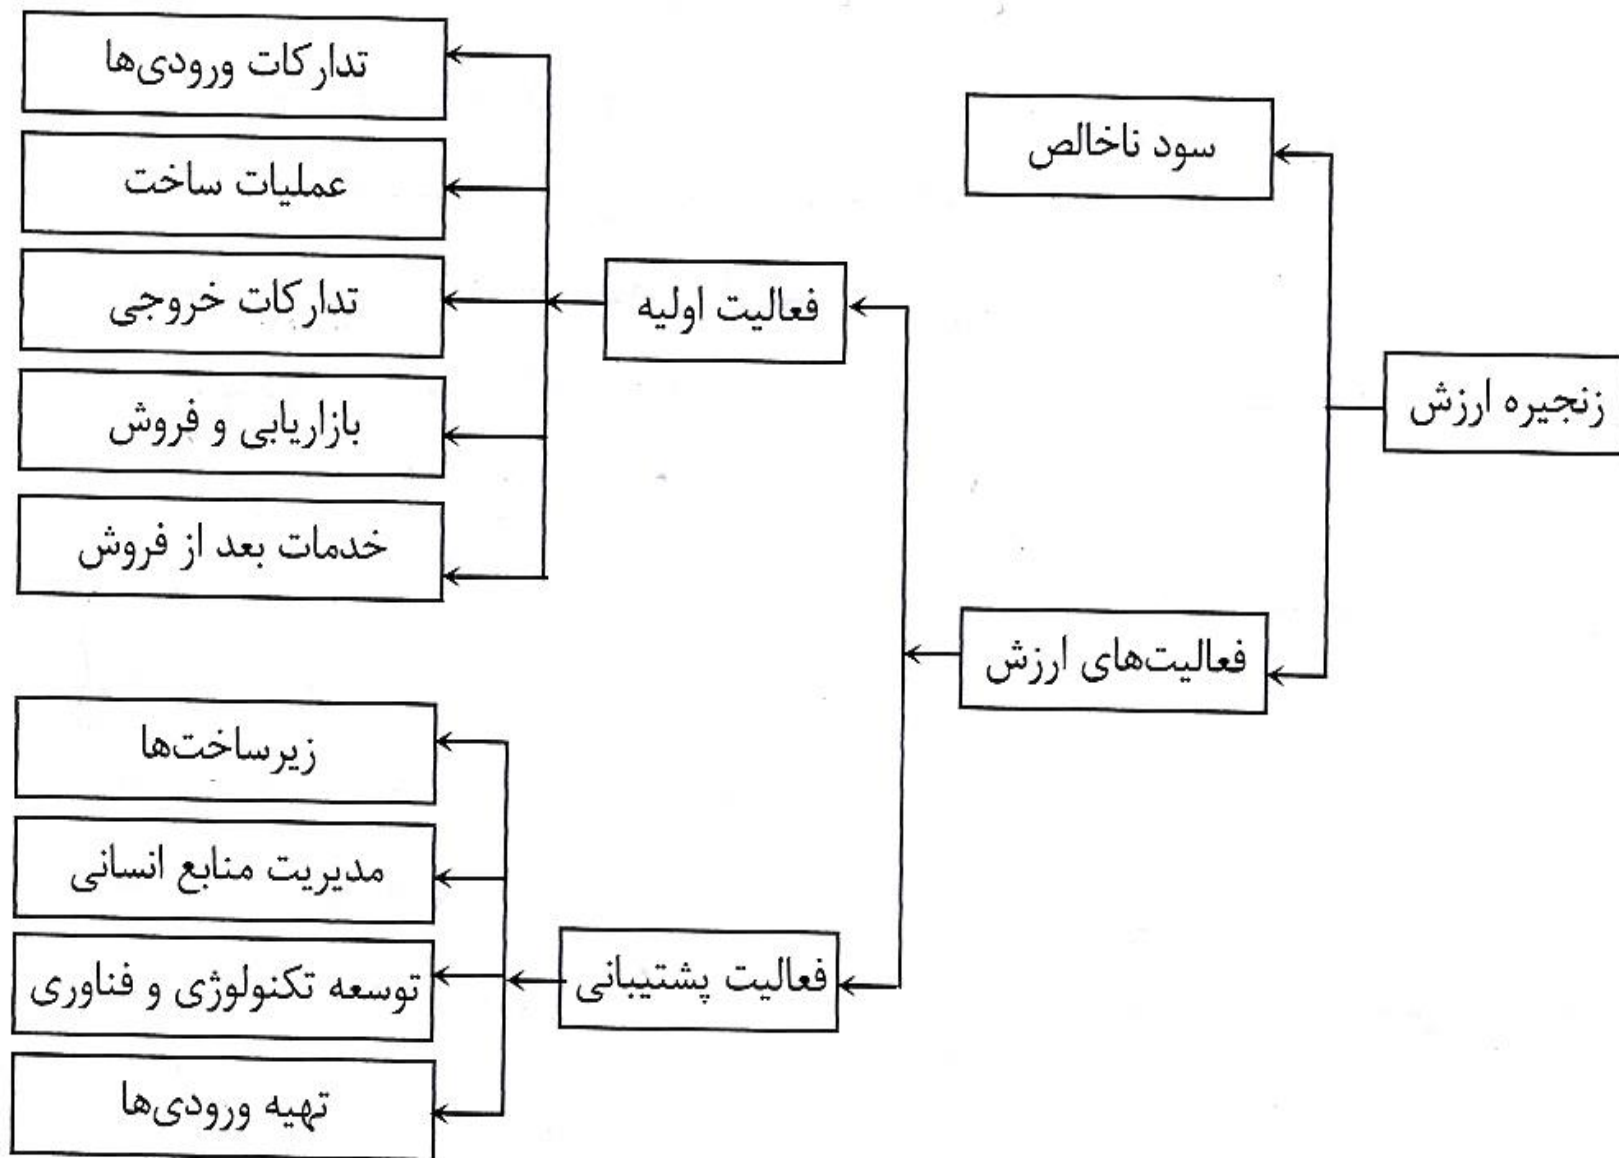 زنجیره ارزش
سود ناخالص
فعالیت‌های ارزش
فعالیت اولیه
تدارکات ورودی‌ها
عملیات ساخت
تدارکات خروجی
بازاریابی و فروش
خدمات بعد از فروش
فعالیت پشتیبانی
زیرساخت‌ها
مدیریت منابع انسانی
توسعه تکنولوژی و فناوری
تهیه ورودی‌ها